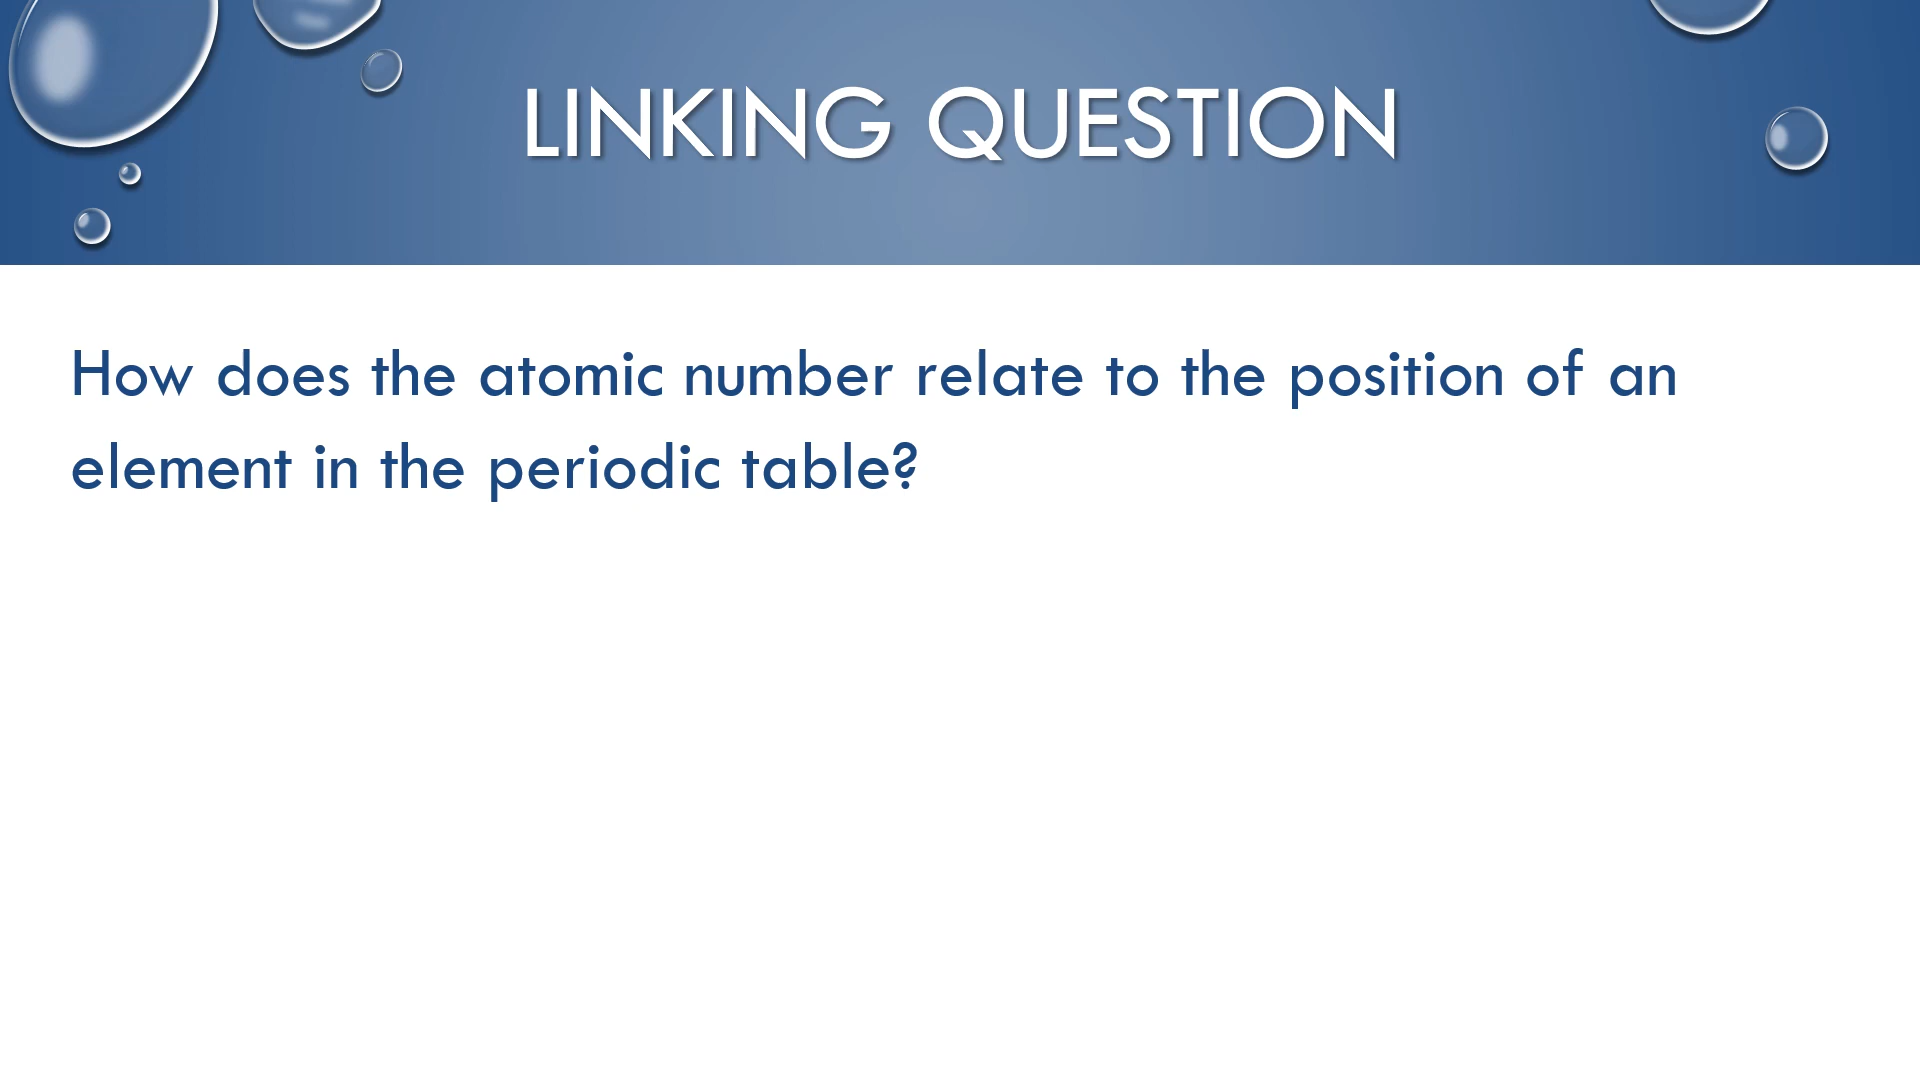 LINKING QUESTION
How does the atomic number relate to the position of an
element in the periodic table?